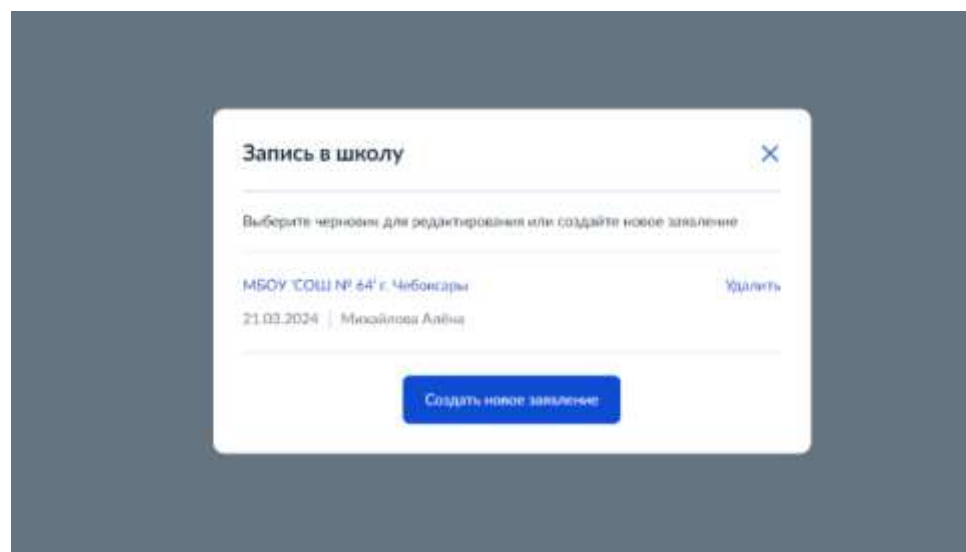 Запись в школу
Выберите черновик для редактирования или создайте новое заявление
МБОУ "СОШ № 64" г. Чебоксары Удалить
21.03.2024 | Михайлова Алёна
Создать новое заявление